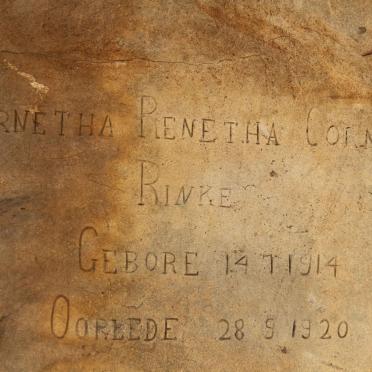 RNETHA RENETHA CORN
RINKE
GEBORE 14 7 1914
OORLEDE 28 9 1920